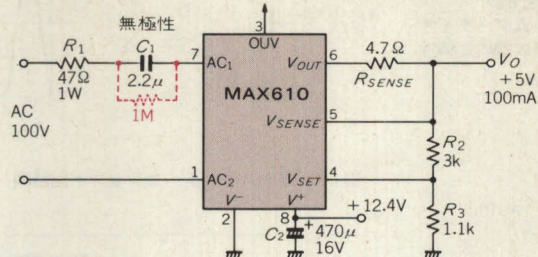 無極性
R1
C1
47Ω
1W
2.2μ
1M
AC
100V
3
OUV
7
AC1
1
AC2
MAX610
VOUT
6
VSENSE
5
VSET
4
V−
2
V+
8
4.7Ω
RSENSE
VO
+5V
100mA
R2
3k
R3
1.1k
+12.4V
C2
+
470μ
16V